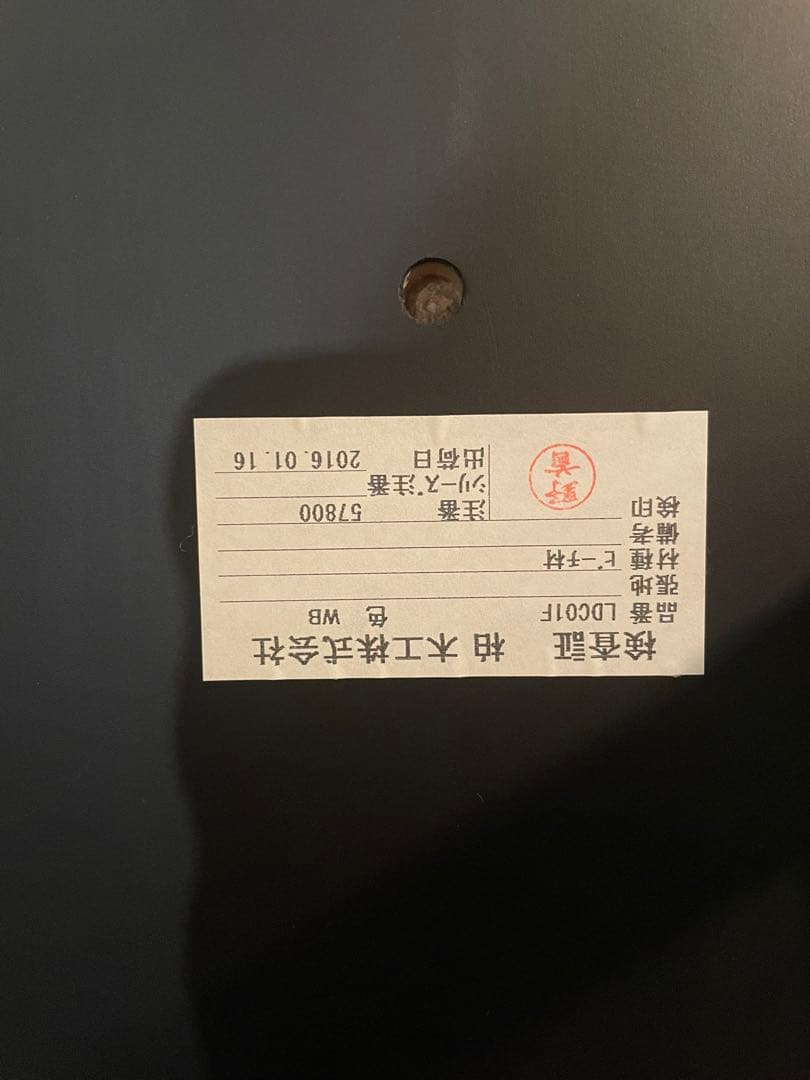 検査証 柏木工株式会社
品番 LDC01F 色 WB
張地
材種 ビーチ材
備考
検印 注番 57800
シリーズ注番
出荷日 2016.01.16